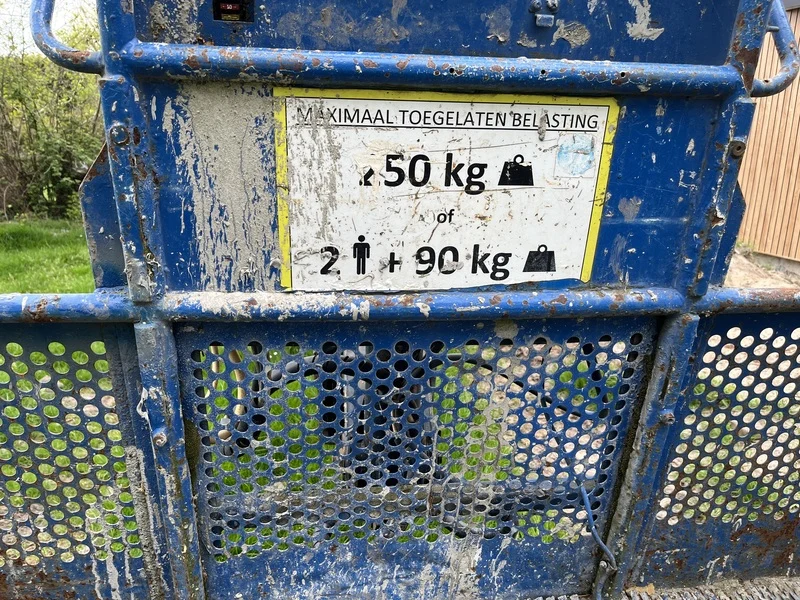 MAXIMAAL TOEGELATEN BELASTING
50 kg
of
2 + 90 kg